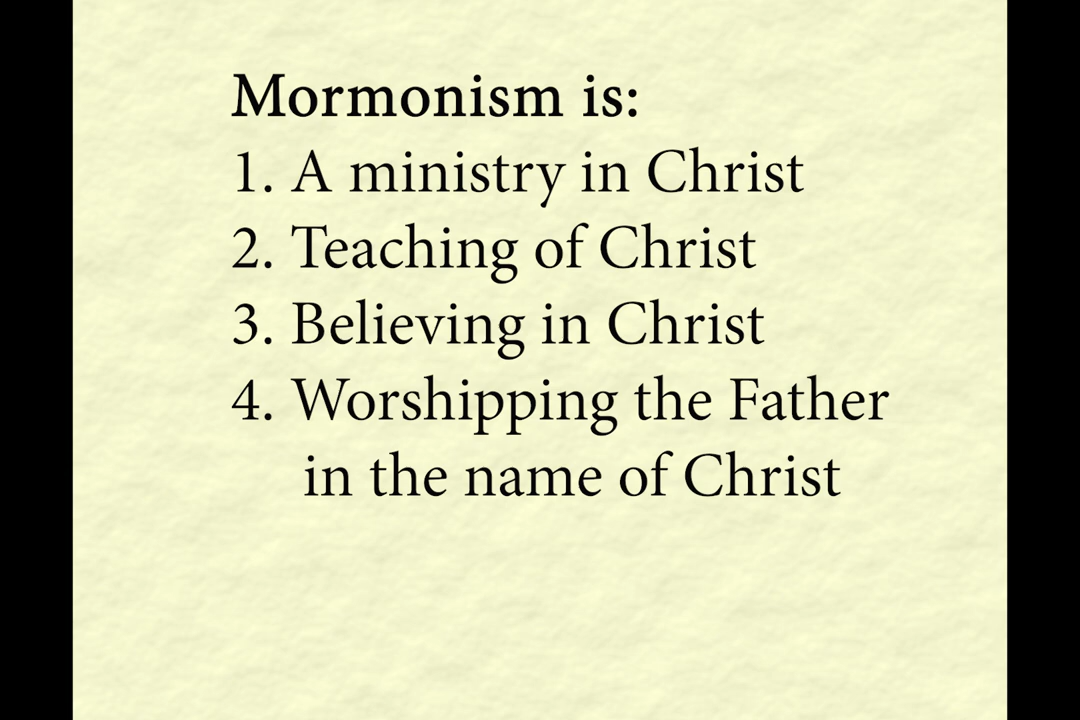 Mormonism is:
1. A ministry in Christ
2. Teaching of Christ
3. Believing in Christ
4. Worshipping the Father
in the name of Christ